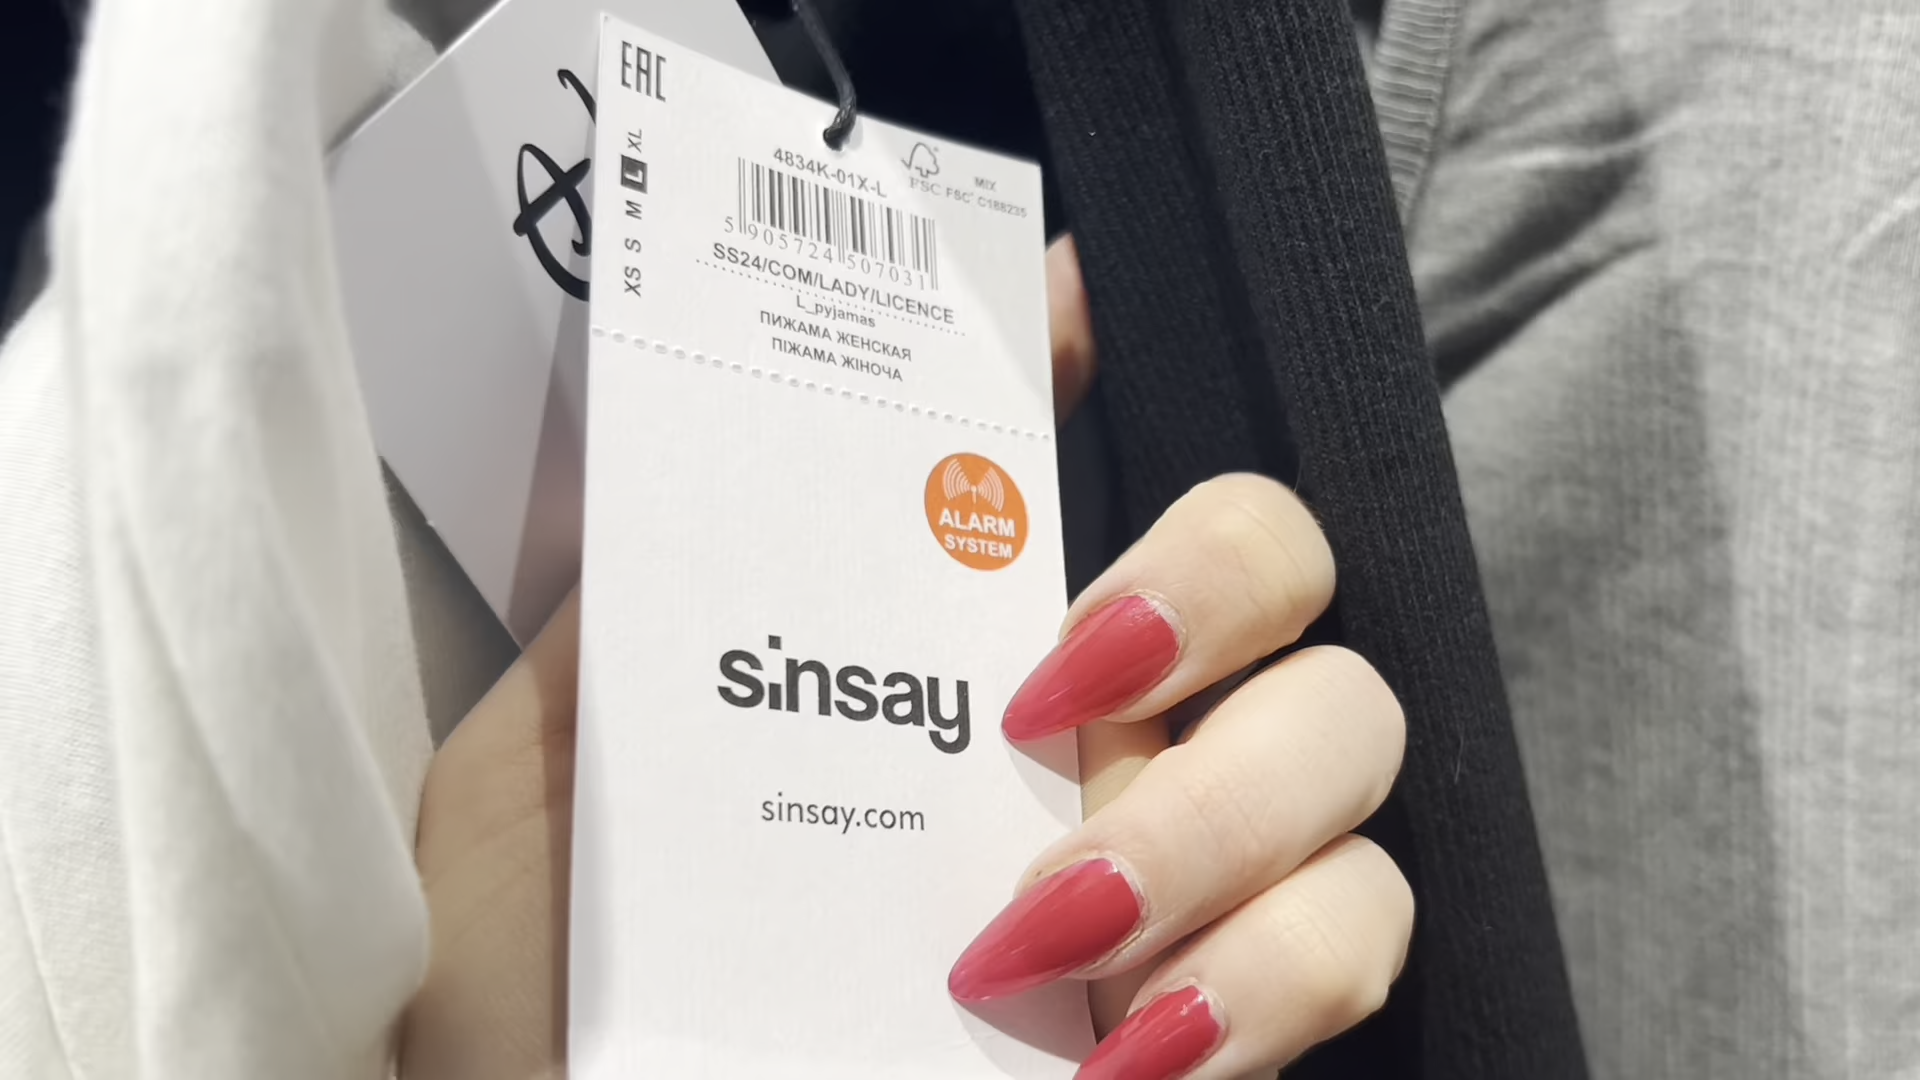 EAC
XS S M L XL
4834K-01X-L
FSC FSC® C188235
MIX
5 905724 507031
SS24/COM/LADY/LICENCE
L_pyjamas
ПИЖАМА ЖЕНСКАЯ
ПІЖАМА ЖІНОЧА
ALARM
SYSTEM
sinsay
sinsay.com